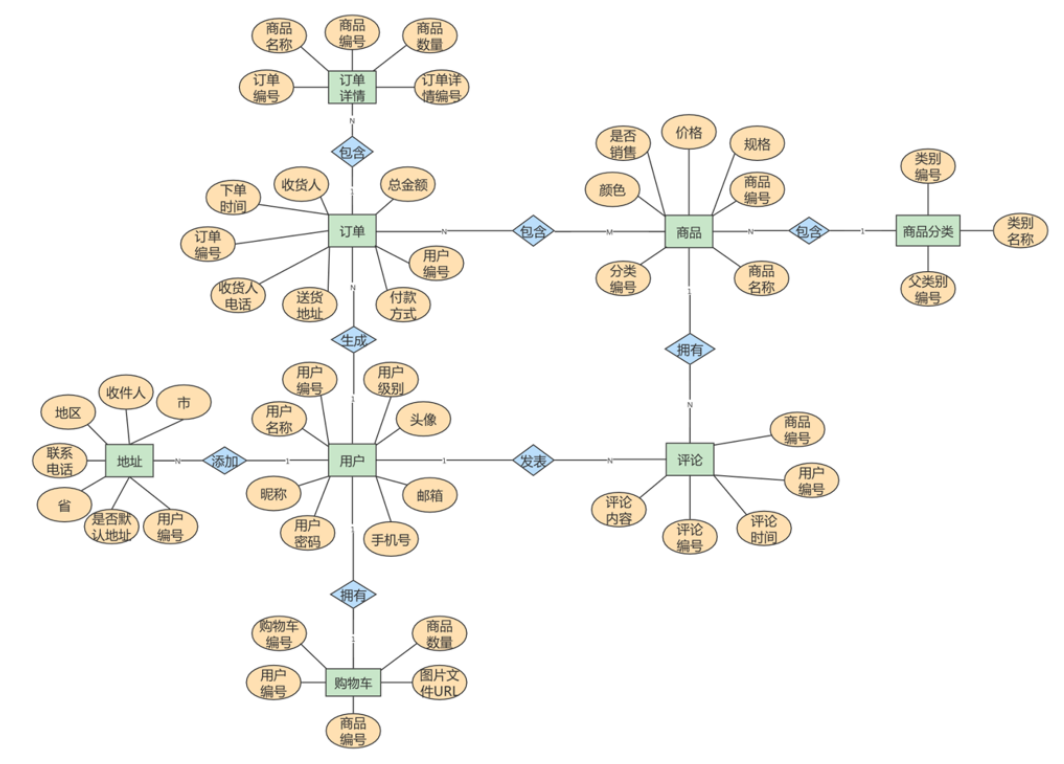 商品
名称
商品
编号
商品
数量
订单
编号
订单
详情
订单详
情编号
N
包含
1
下单
时间
收货人
总金额
订单
编号
订单
用户
编号
收货人
电话
送货
地址
付款
方式
N
包含
M
是否
销售
价格
规格
颜色
商品
编号
商品
分类
编号
商品
名称
N
包含
1
类别
编号
商品分类
类别
名称
父类别
编号
N
生成
1
1
拥有
N
用户
编号
用户
级别
用户
名称
头像
用户
昵称
邮箱
用户
密码
手机号
地区
收件人
市
联系
电话
地址
省
是否默
认地址
用户
编号
N
添加
1
1
发表
N
商品
编号
评论
用户
编号
评论
内容
评论
编号
评论
时间
1
拥有
1
购物车
编号
商品
数量
用户
编号
购物车
图片文
件URL
商品
编号